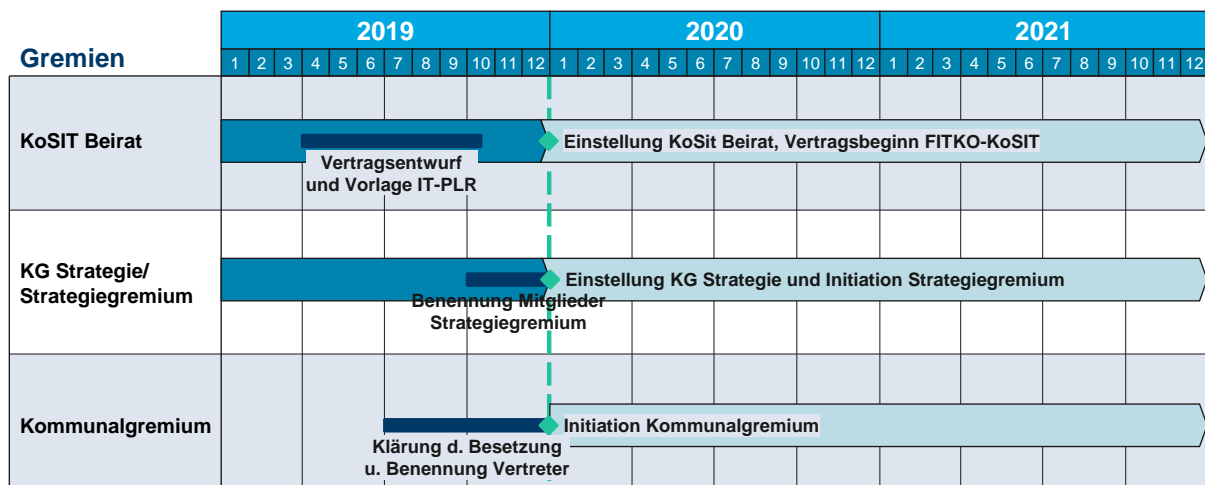 2019 2020 2021
Gremien
1 2 3 4 5 6 7 8 9 10 11 12 1 2 3 4 5 6 7 8 9 10 11 12 1 2 3 4 5 6 7 8 9 10 11 12
KoSIT Beirat
Einstellung KoSit Beirat, Vertragsbeginn FITKO-KoSIT
Vertragsentwurf
und Vorlage IT-PLR
KG Strategie/
Strategiegremium
Einstellung KG Strategie und Initiation Strategiegremium
Benennung Mitglieder
Strategiegremium
Kommunalgremium
Initiation Kommunalgremium
Klärung d. Besetzung
u. Benennung Vertreter